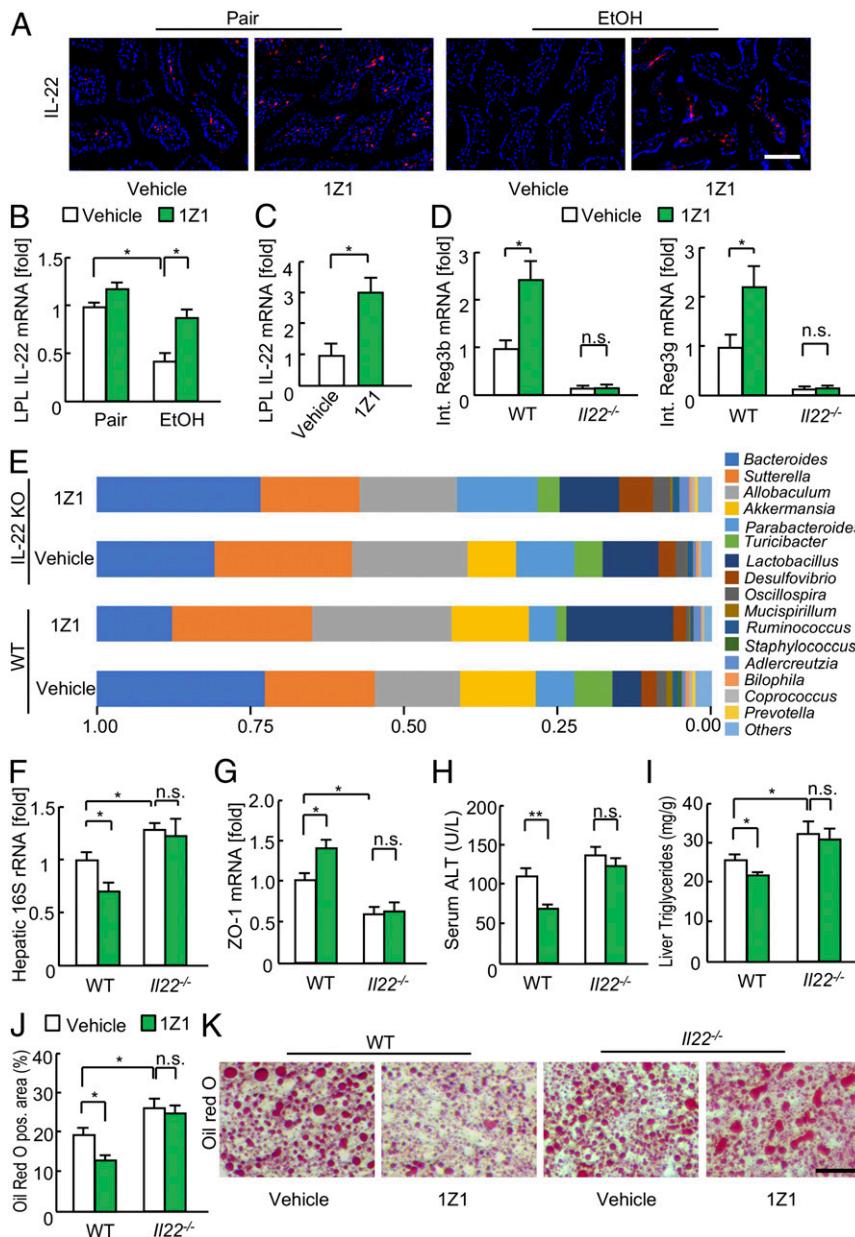 A
Pair
EtOH
IL-22
Vehicle
1Z1
Vehicle
1Z1
B
Vehicle
1Z1
LPL IL-22 mRNA [fold]
1.5
1
0.5
0
*
*
Pair
EtOH
C
LPL IL-22 mRNA [fold]
4
3
2
1
0
*
Vehicle
1Z1
D
Vehicle
1Z1
Int. Reg3b mRNA [fold]
3
2
1
0
*
n.s.
WT
Il22-/-
Int. Reg3g mRNA [fold]
3
2
1
0
*
n.s.
WT
Il22-/-
E
IL-22 KO
1Z1
Vehicle
WT
1Z1
Vehicle
1.00
0.75
0.50
0.25
0.00
Bacteroides
Sutterella
Allobaculum
Akkermansia
Parabacteroides
Turicibacter
Lactobacillus
Desulfovibrio
Oscillospira
Mucispirillum
Ruminococcus
Staphylococcus
Adlercreutzia
Bilophila
Coprococcus
Prevotella
Others
F
Hepatic 16S rRNA [fold]
1.5
1
0.5
0
*
*
n.s.
WT
Il22-/-
G
ZO-1 mRNA [fold]
2.0
1.5
1.0
0.5
0
*
*
n.s.
WT
Il22-/-
H
Serum ALT (U/L)
200
150
100
50
0
**
n.s.
WT
Il22-/-
I
Liver Triglycerides (mg/g)
40
30
20
10
0
*
*
n.s.
WT
Il22-/-
J
Vehicle
1Z1
Oil Red O pos. area (%)
40
30
20
10
0
*
*
n.s.
WT
Il22-/-
K
WT
Il22-/-
Oil red O
Vehicle
1Z1
Vehicle
1Z1